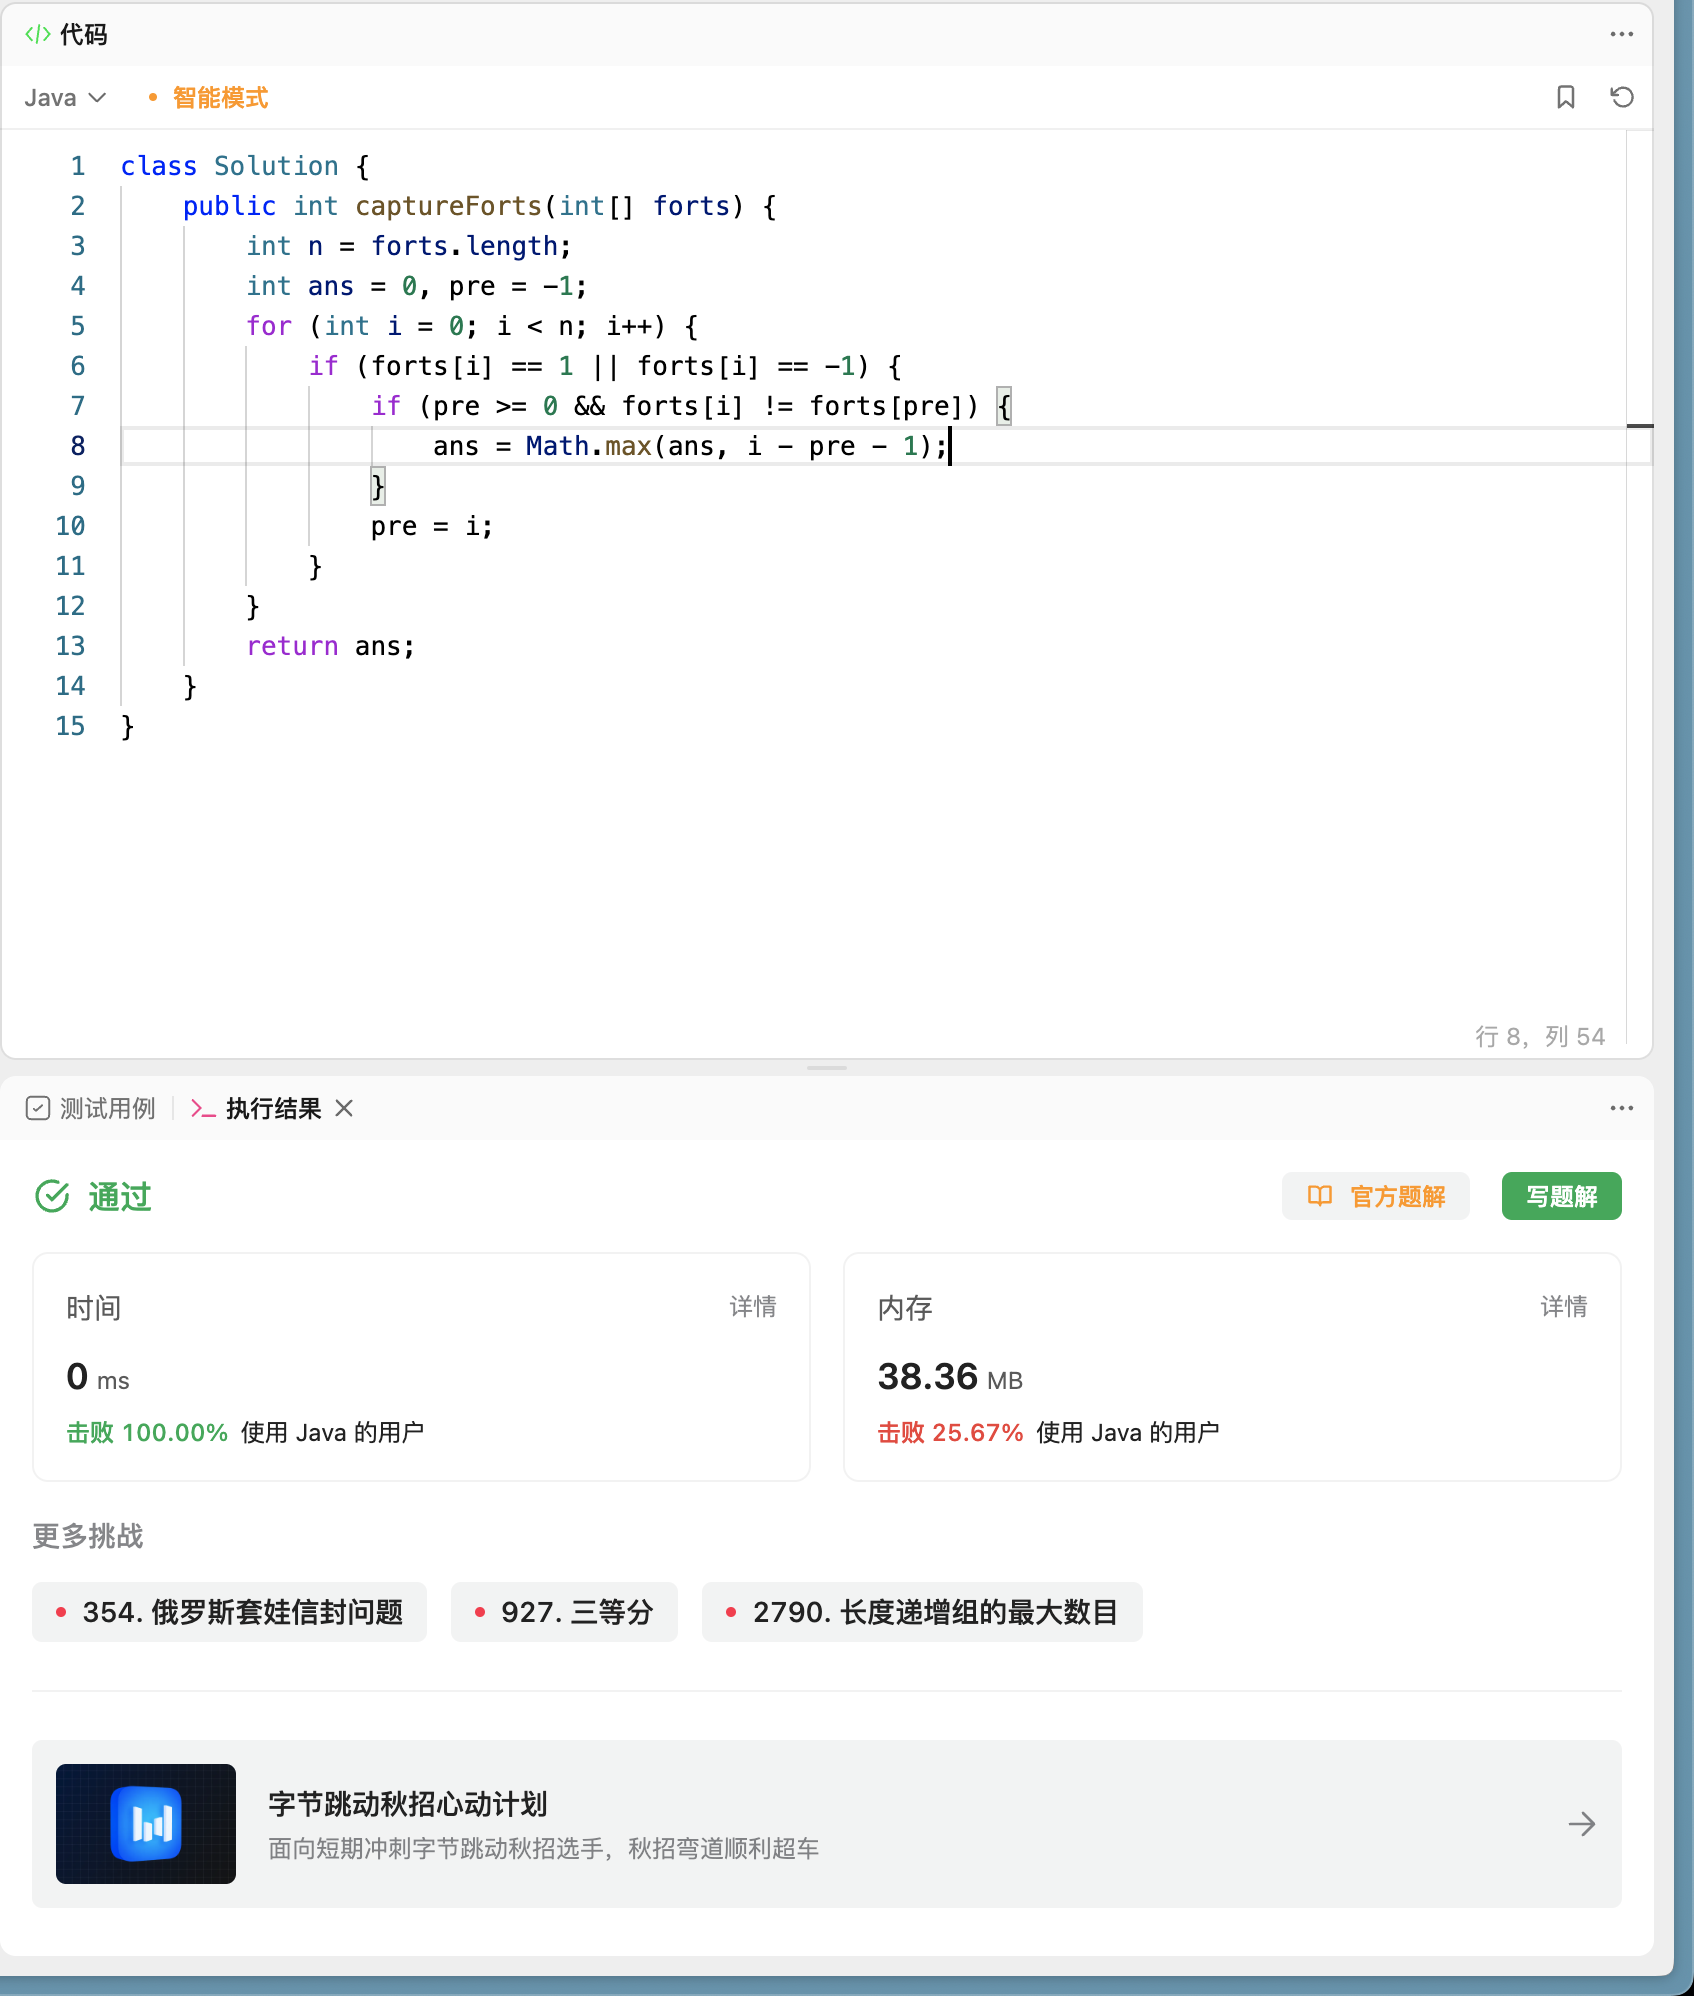 代码
Java
智能模式
1 class Solution {
2     public int captureForts(int[] forts) {
3         int n = forts.length;
4         int ans = 0, pre = -1;
5         for (int i = 0; i < n; i++) {
6             if (forts[i] == 1 || forts[i] == -1) {
7                 if (pre >= 0 && forts[i] != forts[pre]) {
8                     ans = Math.max(ans, i - pre - 1);
9                 }
10                 pre = i;
11             }
12         }
13         return ans;
14     }
15 }
行 8，列 54
测试用例 执行结果
通过 官方题解 写题解
时间 详情
0 ms
击败 100.00% 使用 Java 的用户
内存 详情
38.36 MB
击败 25.67% 使用 Java 的用户
更多挑战
354. 俄罗斯套娃信封问题
927. 三等分
2790. 长度递增组的最大数目
字节跳动秋招心动计划
面向短期冲刺字节跳动秋招选手，秋招弯道顺利超车